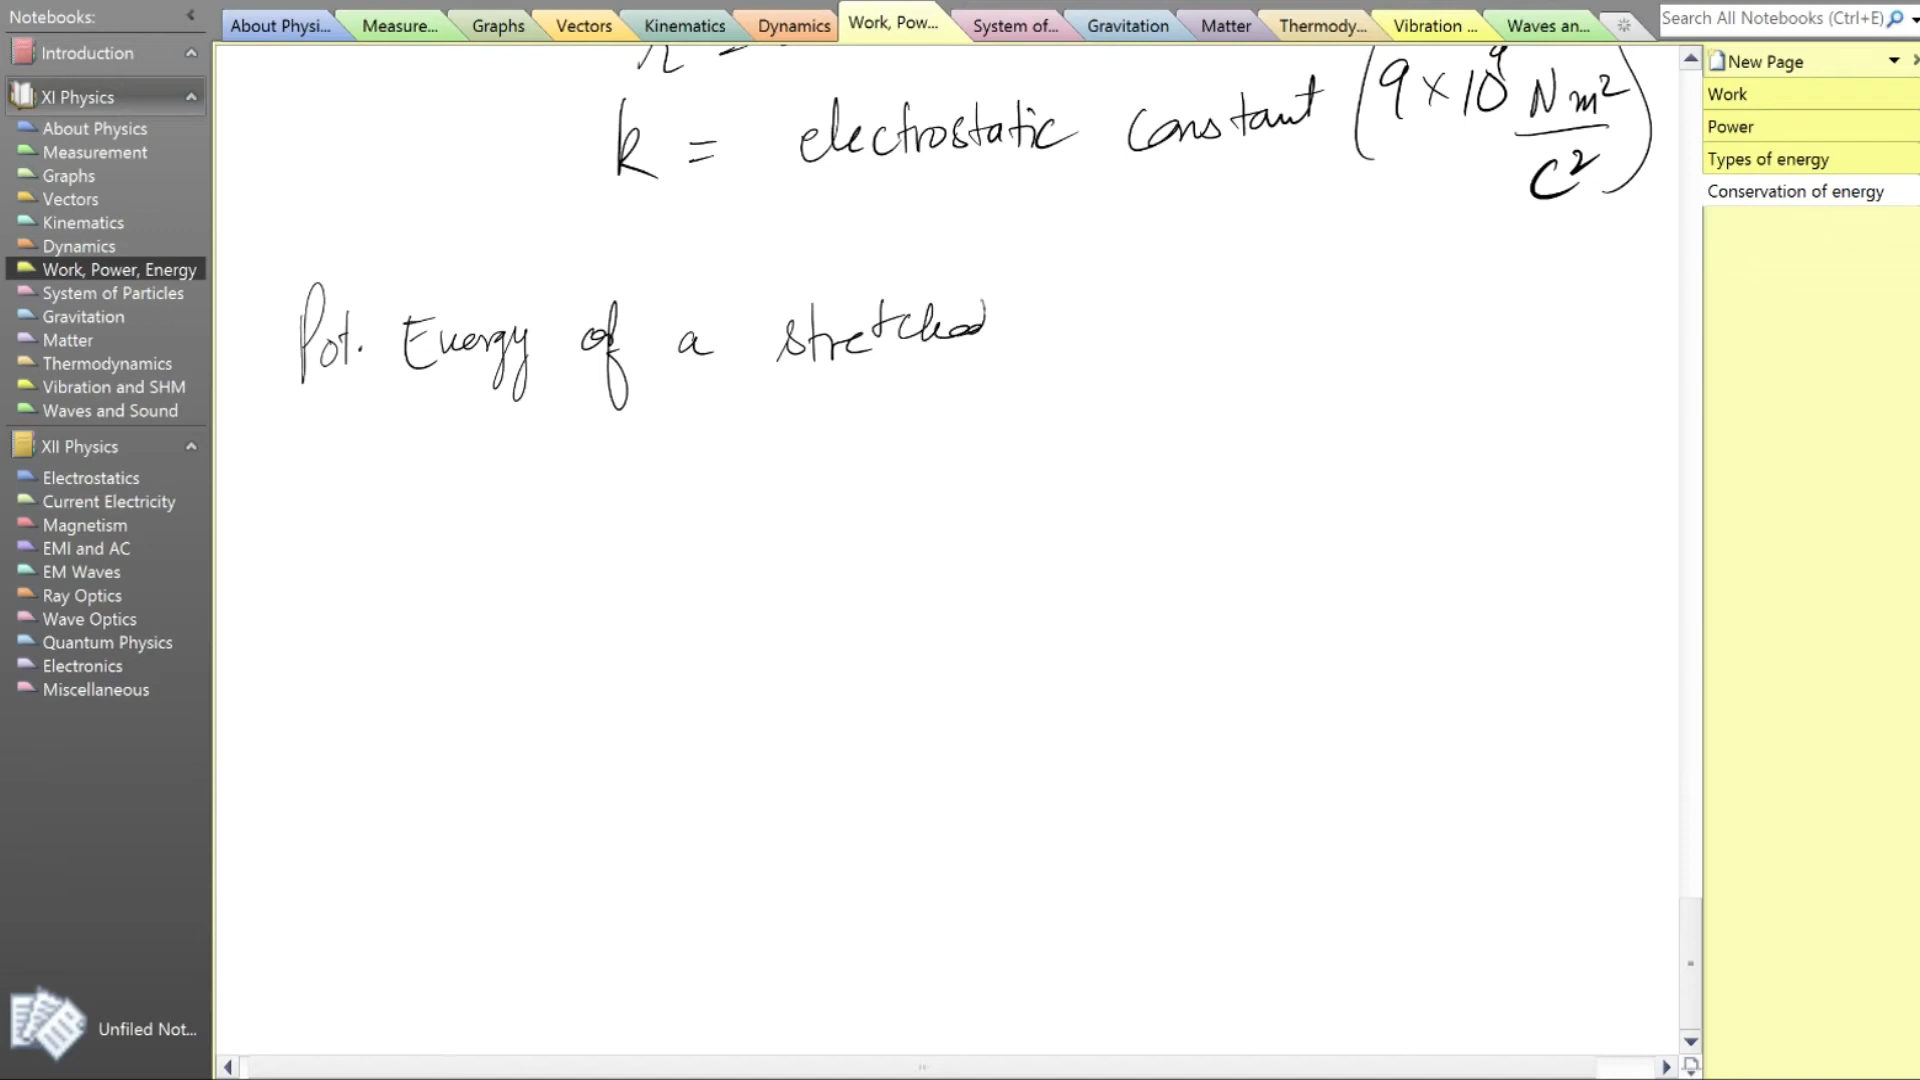 Notebooks:
Introduction
XI Physics
About Physics
Measurement
Graphs
Vectors
Kinematics
Dynamics
Work, Power, Energy
System of Particles
Gravitation
Matter
Thermodynamics
Vibration and SHM
Waves and Sound
XII Physics
Electrostatics
Current Electricity
Magnetism
EMI and AC
EM Waves
Ray Optics
Wave Optics
Quantum Physics
Electronics
Miscellaneous
Unfiled Not...
About Physi... Measure... Graphs Vectors Kinematics Dynamics Work, Pow... System of... Gravitation Matter Thermody... Vibration ... Waves an...
Search All Notebooks (Ctrl+E)
k = electrostatic constant (9 × 10⁹ Nm²/C²)
Pot. Energy of a stretched
New Page
Work
Power
Types of energy
Conservation of energy